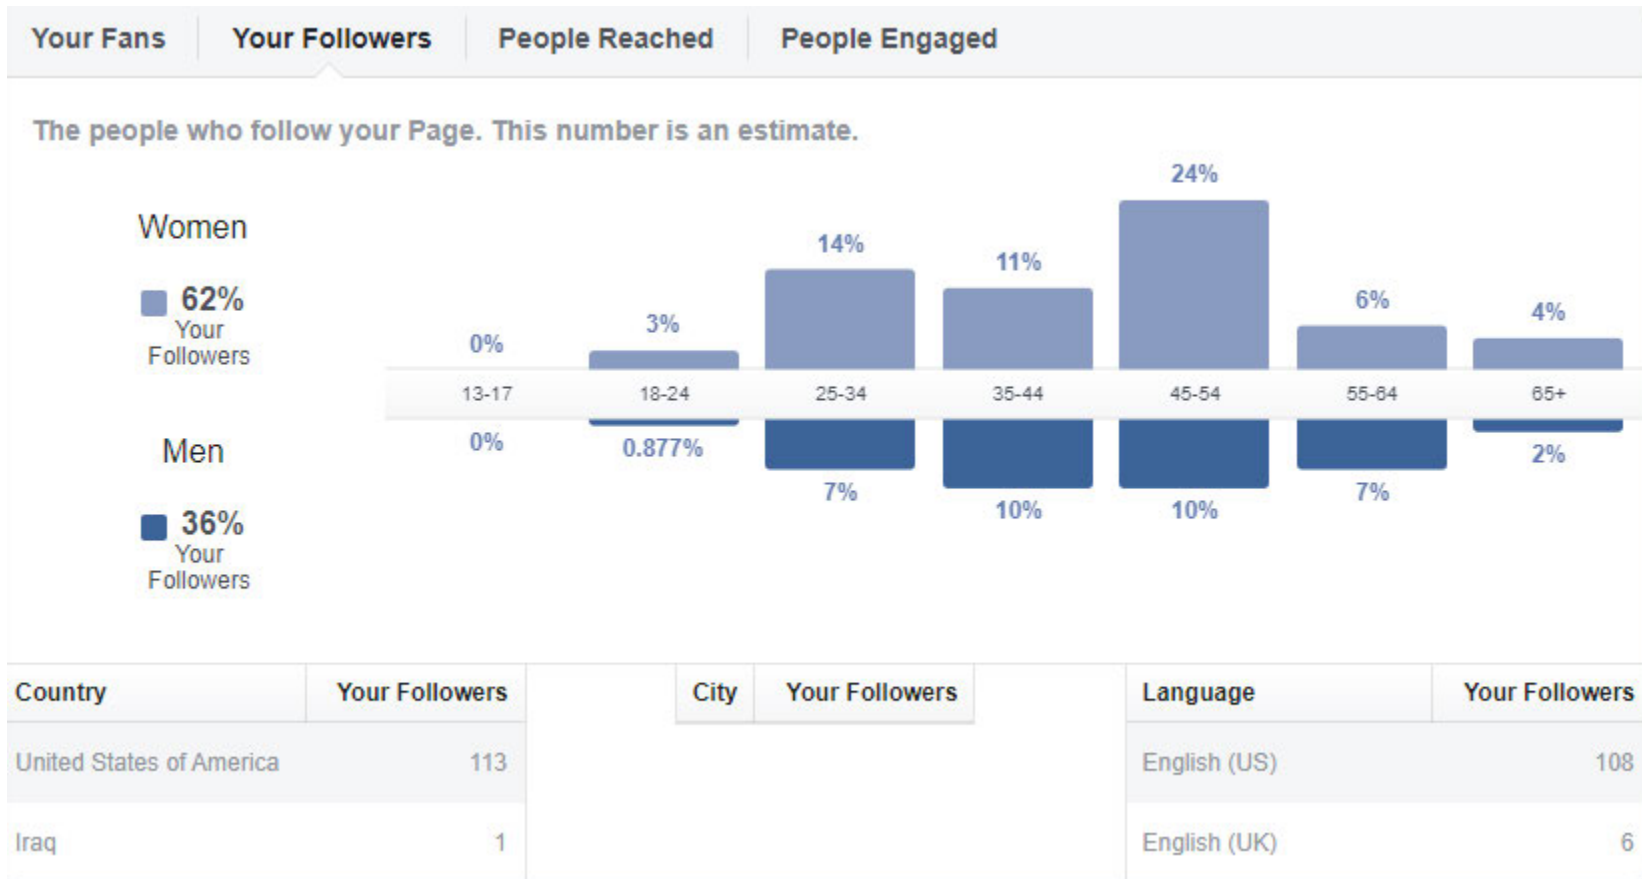 Your Fans Your Followers People Reached People Engaged
The people who follow your Page. This number is an estimate.
Women
62%
Your
Followers
0% 3% 14% 11% 24% 6% 4%
13-17 18-24 25-34 35-44 45-54 55-64 65+
Men
36%
Your
Followers
0% 0.877% 7% 10% 10% 7% 2%
Country Your Followers City Your Followers Language Your Followers
United States of America 113 English (US) 108
Iraq 1 English (UK) 6